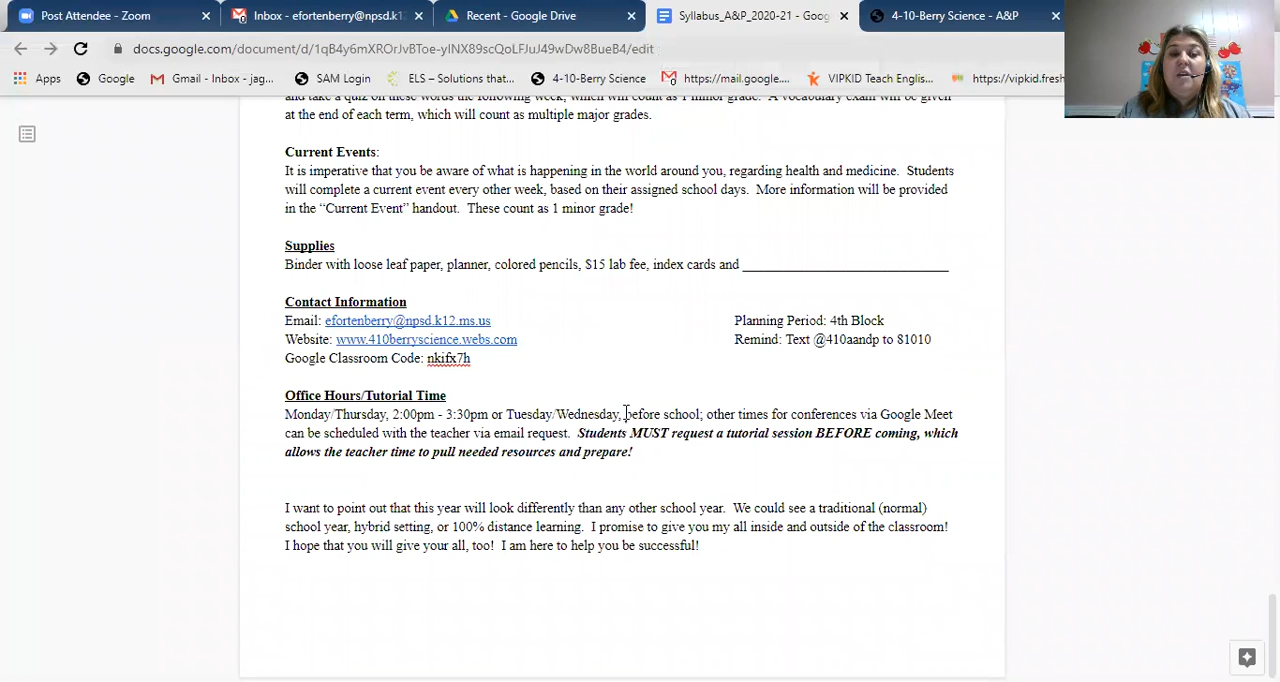 Post Attendee - Zoom
Inbox - efortenberry@npsd.k1
Recent - Google Drive
Syllabus_A&P_2020-21 - Goog
4-10-Berry Science - A&P
docs.google.com/document/d/1qB4y6mXROrJvBToe-yINX89scQoLFJuJ49wDw8BueB4/edit
Apps
Google
Gmail - Inbox - jag...
SAM Login
ELS – Solutions that...
4-10-Berry Science
https://mail.google....
VIPKID Teach Englis...
https://vipkid.fresh
and take a quiz on these words the following week, which will count as 1 minor grade. A vocabulary exam will be given
at the end of each term, which will count as multiple major grades.
Current Events:
It is imperative that you be aware of what is happening in the world around you, regarding health and medicine. Students
will complete a current event every other week, based on their assigned school days. More information will be provided
in the “Current Event” handout. These count as 1 minor grade!
Supplies
Binder with loose leaf paper, planner, colored pencils, $15 lab fee, index cards and ______________________________
Contact Information
Email: efortenberry@npsd.k12.ms.us Planning Period: 4th Block
Website: www.410berryscience.webs.com Remind: Text @410aandp to 81010
Google Classroom Code: nkifx7h
Office Hours/Tutorial Time
Monday/Thursday, 2:00pm - 3:30pm or Tuesday/Wednesday, before school; other times for conferences via Google Meet
can be scheduled with the teacher via email request. Students MUST request a tutorial session BEFORE coming, which
allows the teacher time to pull needed resources and prepare!
I want to point out that this year will look differently than any other school year. We could see a traditional (normal)
school year, hybrid setting, or 100% distance learning. I promise to give you my all inside and outside of the classroom!
I hope that you will give your all, too! I am here to help you be successful!